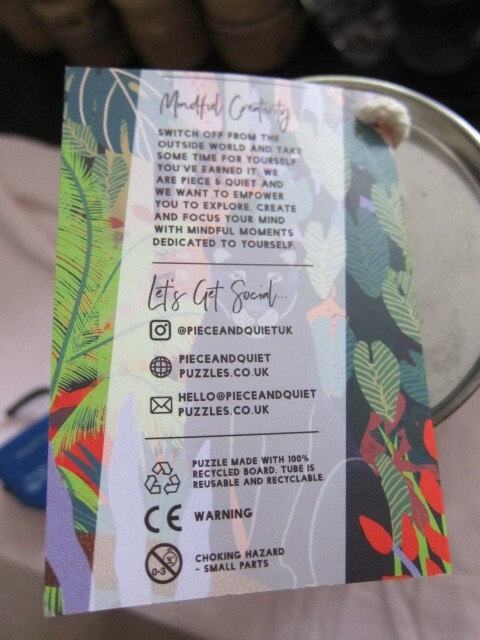 Mindful Creativity
SWITCH OFF FROM THE
OUTSIDE WORLD AND TAKE
SOME TIME FOR YOURSELF
YOU'VE EARNED IT. WE
ARE PIECE & QUIET AND
WE WANT TO EMPOWER
YOU TO EXPLORE, CREATE
AND FOCUS YOUR MIND
WITH MINDFUL MOMENTS
DEDICATED TO YOURSELF.
Let's Get Social...
@PIECEANDQUIETUK
PIECEANDQUIET
PUZZLES.CO.UK
HELLO@PIECEANDQUIET
PUZZLES.CO.UK
PUZZLE MADE WITH 100%
RECYCLED BOARD. TUBE IS
REUSABLE AND RECYCLABLE.
CE WARNING
0-3 CHOKING HAZARD
- SMALL PARTS